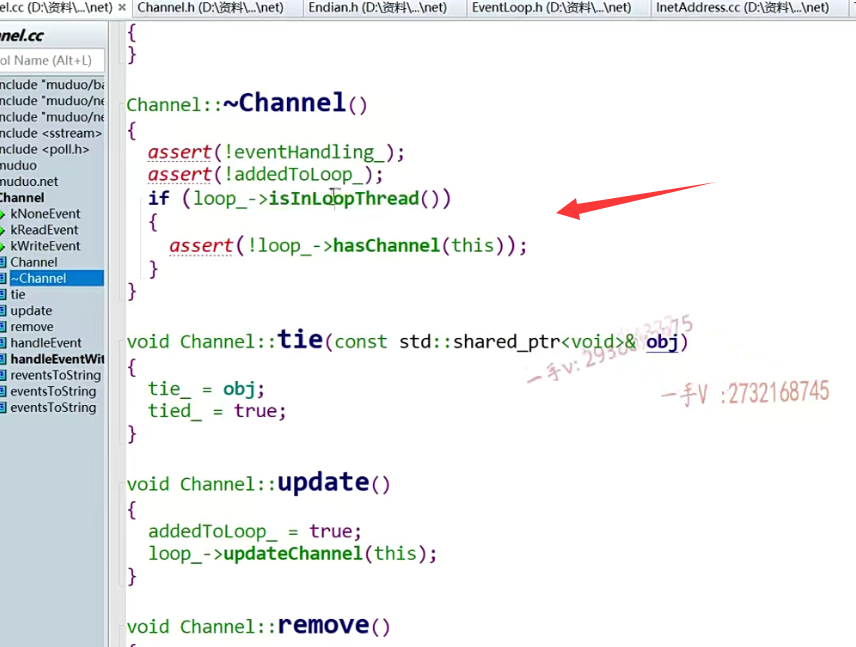 el.cc (D:\资料\...\net) × Channel.h (D:\资料\...\net) Endian.h (D:\资料\...\net) EventLoop.h (D:\资料\...\net) InetAddress.cc (D:\资料\...\net)
nel.cc
ol Name (Alt+L)
nclude "muduo/ba
nclude "muduo/ne
nclude "muduo/ne
nclude <sstream>
nclude <poll.h>
muduo
muduo.net
Channel
kNoneEvent
kReadEvent
kWriteEvent
Channel
~Channel
tie
update
remove
handleEvent
handleEventWit
reventsToString
eventsToString
eventsToString
{
}
Channel::~Channel()
{
assert(!eventHandling_);
assert(!addedToLoop_);
if (loop_->isInLoopThread())
{
assert(!loop_->hasChannel(this));
}
}
void Channel::tie(const std::shared_ptr<void>& obj)
{
tie_ = obj;
tied_ = true;
}
void Channel::update()
{
addedToLoop_ = true;
loop_->updateChannel(this);
}
void Channel::remove()
一手v:
一手V :2732168745